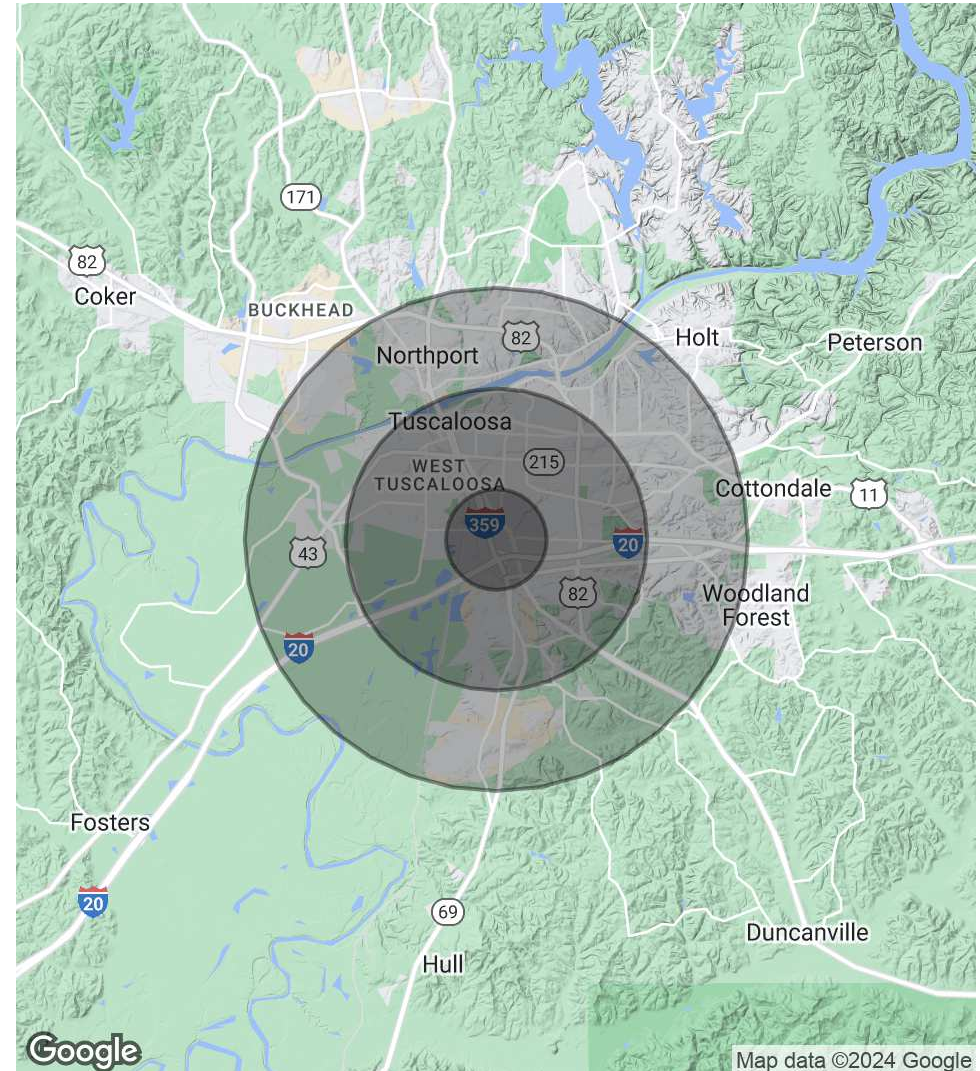 171
82
Coker
BUCKHEAD
82
Holt
Peterson
Northport
Tuscaloosa
215
WEST
TUSCALOOSA
Cottondale
11
359
43
20
82
Woodland
Forest
20
Fosters
20
69
Duncanville
Hull
Google
Map data ©2024 Google